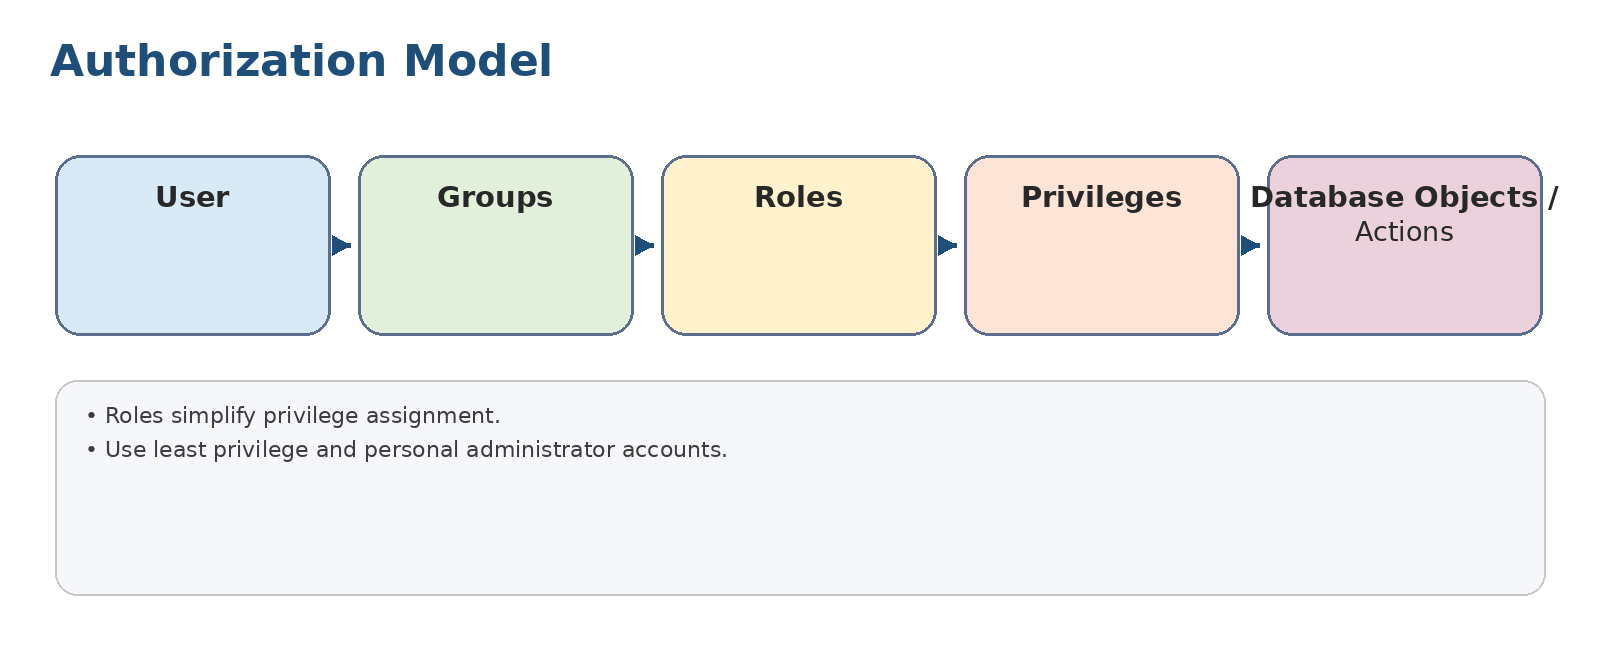 Authorization Model
User
Groups
Roles
Privileges
Database Objects /
Actions
• Roles simplify privilege assignment.
• Use least privilege and personal administrator accounts.